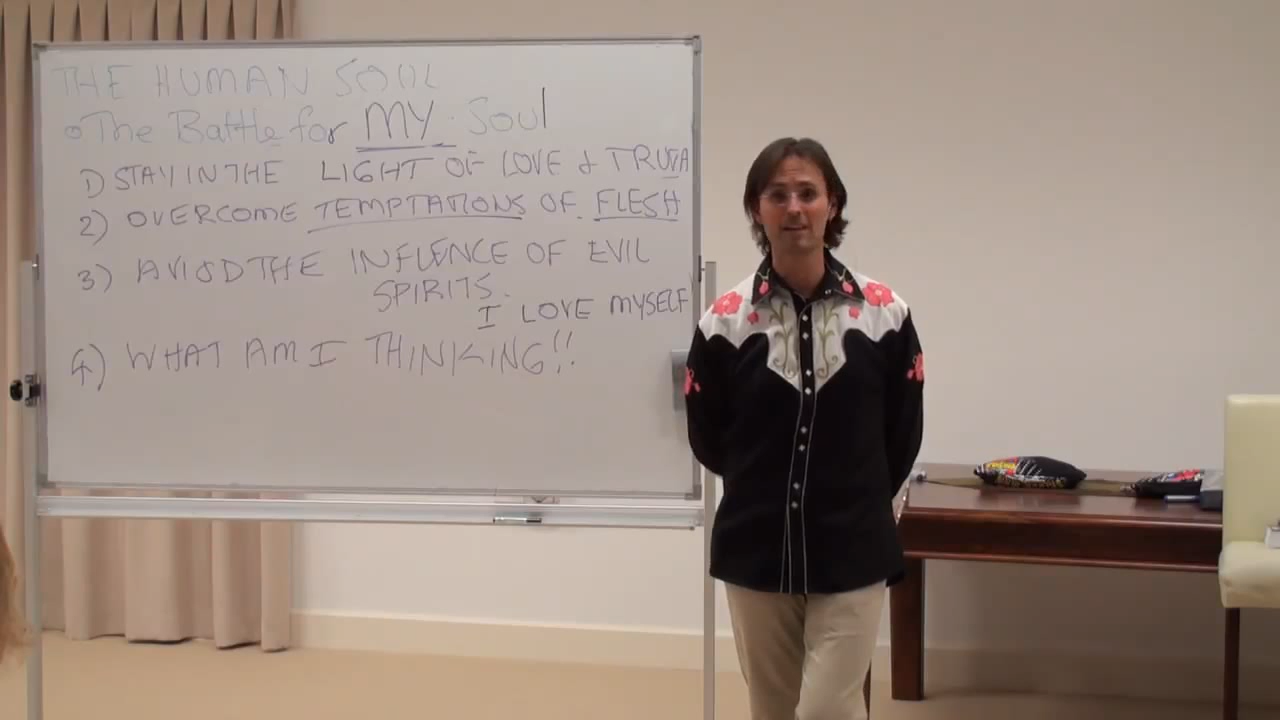 THE HUMAN SOUL
The Battle for MY. Soul
1) STAY IN THE LIGHT OF LOVE & TRUTH
2) OVERCOME TEMPTATIONS OF. FLESH
3) AVIODTHE INFLENCE OF EVIL
SPIRITS.
I LOVE MYSELF
4) WHAT AM I THINKING!!